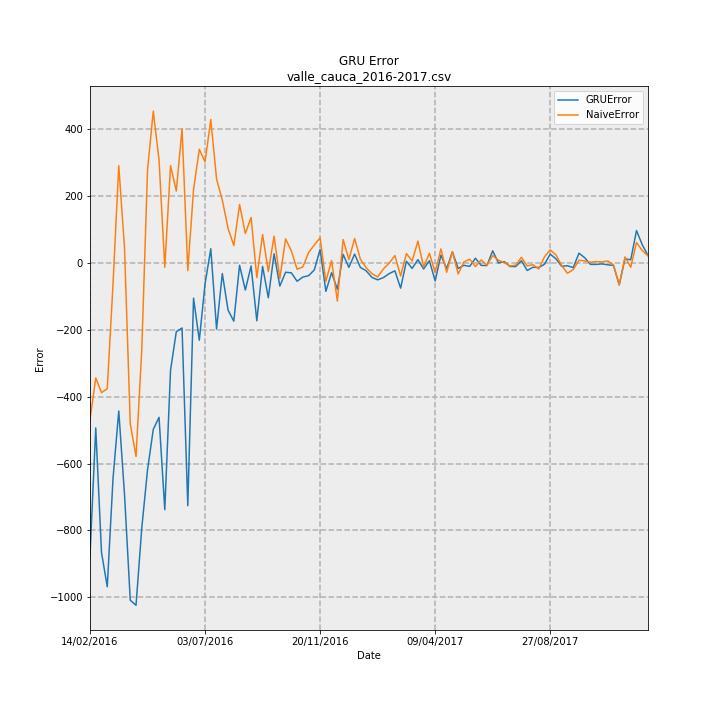 GRU Error
valle_cauca_2016-2017.csv
GRUError
NaiveError
400
200
0
−200
−400
−600
−800
−1000
Error
14/02/2016 03/07/2016 20/11/2016 09/04/2017 27/08/2017
Date